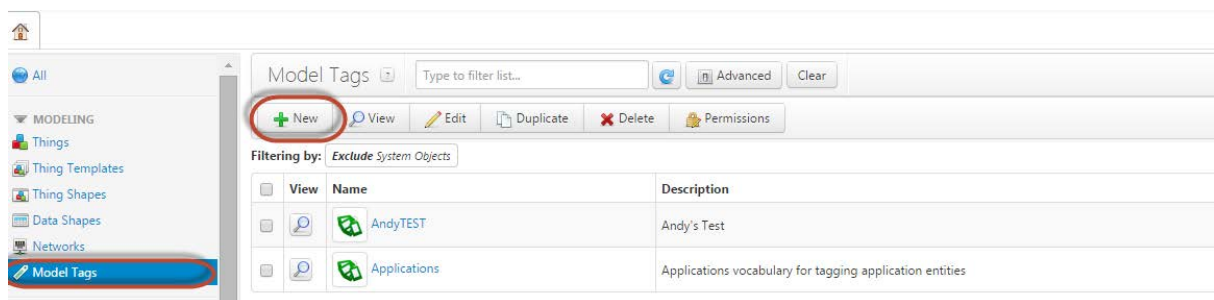 All
MODELING
Things
Thing Templates
Thing Shapes
Data Shapes
Networks
Model Tags
Model Tags Type to filter list... Advanced Clear
New View Edit Duplicate Delete Permissions
Filtering by: Exclude System Objects
View Name Description
AndyTEST Andy's Test
Applications Applications vocabulary for tagging application entities